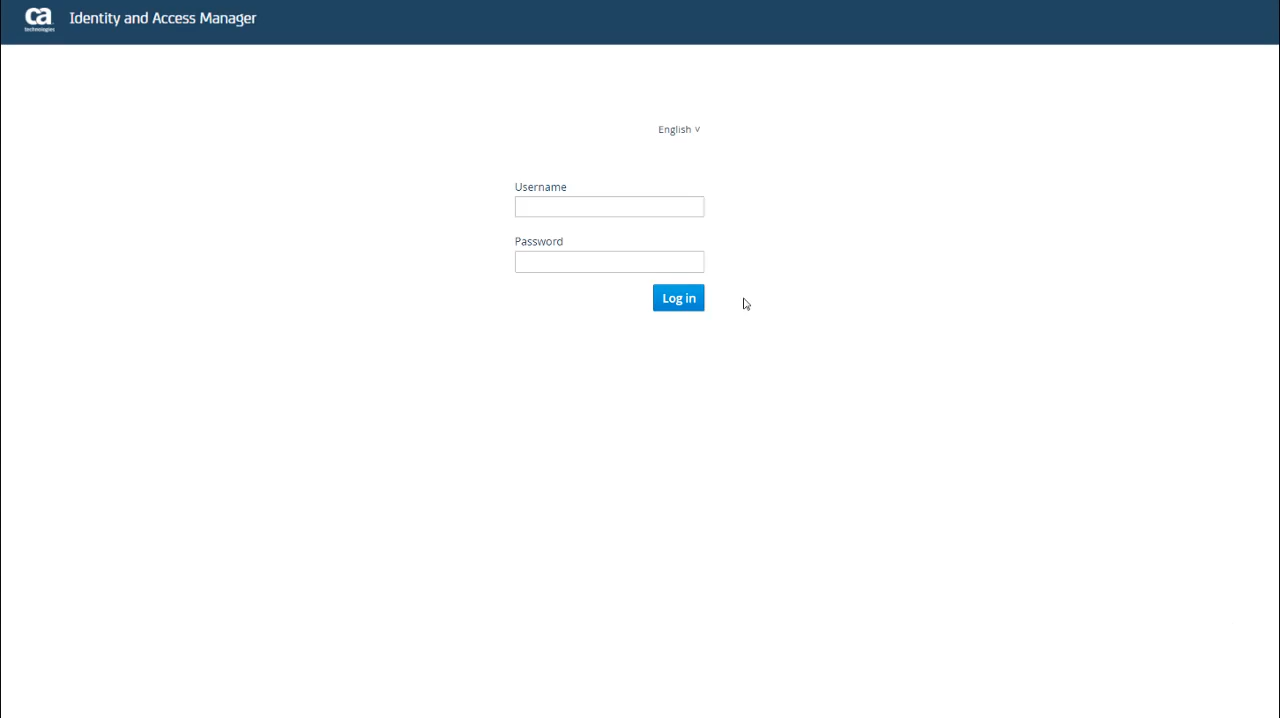 ca
technologies
Identity and Access Manager
English v
Username
Password
Log in